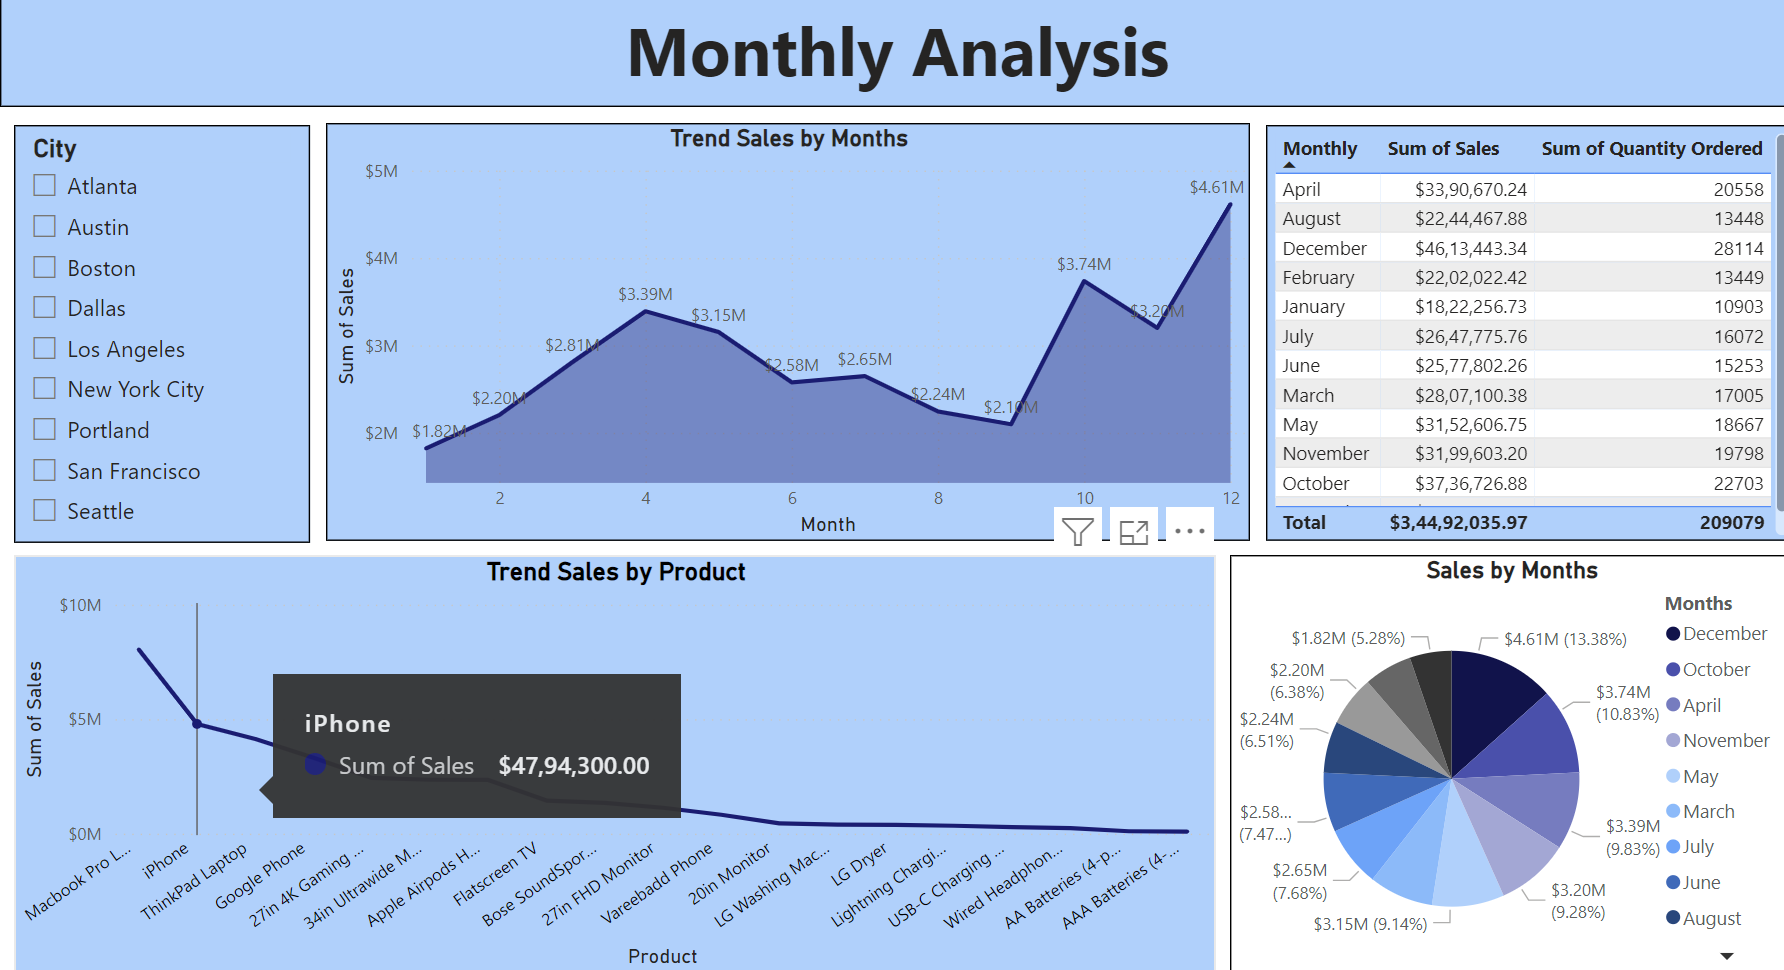 Monthly Analysis
City
Atlanta
Austin
Boston
Dallas
Los Angeles
New York City
Portland
San Francisco
Seattle
Trend Sales by Months
Sum of Sales
$5M
$4M
$3M
$2M
$1.82M
$2.20M
$2.81M
$3.39M
$3.15M
$2.58M
$2.65M
$2.24M
$2.10M
$3.74M
$3.20M
$4.61M
2 4 6 8 10 12
Month
Monthly Sum of Sales Sum of Quantity Ordered
April $33,90,670.24 20558
August $22,44,467.88 13448
December $46,13,443.34 28114
February $22,02,022.42 13449
January $18,22,256.73 10903
July $26,47,775.76 16072
June $25,77,802.26 15253
March $28,07,100.38 17005
May $31,52,606.75 18667
November $31,99,603.20 19798
October $37,36,726.88 22703
Total $3,44,92,035.97 209079
Trend Sales by Product
Sum of Sales
$10M
$5M
$0M
iPhone
Sum of Sales $47,94,300.00
Macbook Pro L...
iPhone
ThinkPad Laptop
Google Phone
27in 4K Gaming ...
34in Ultrawide M...
Apple Airpods H...
Flatscreen TV
Bose SoundSpor...
27in FHD Monitor
Vareebadd Phone
20in Monitor
LG Washing Mac...
LG Dryer
Lightning Chargi...
USB-C Charging ...
Wired Headphon...
AA Batteries (4-p...
AAA Batteries (4-...
Product
Sales by Months
$4.61M (13.38%)
$3.74M
(10.83%)
$3.39M
(9.83%)
$3.20M
(9.28%)
$3.15M (9.14%)
$2.65M
(7.68%)
$2.58...
(7.47...)
$2.24M
(6.51%)
$2.20M
(6.38%)
$1.82M (5.28%)
Months
December
October
April
November
May
March
July
June
August